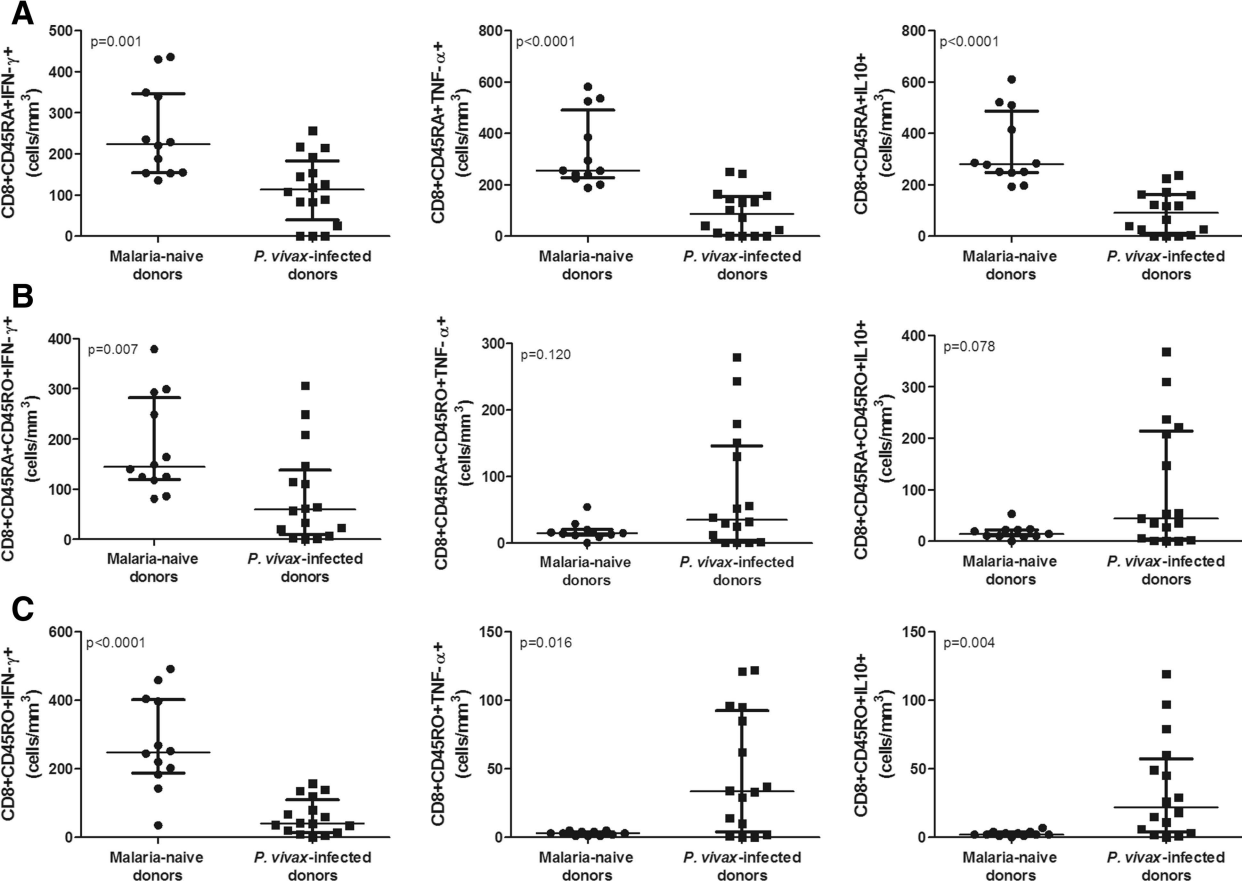 A
CD8+CD45RA+IFN-γ+
(cells/mm3)
p=0.001
500
400
300
200
100
0
Malaria-naive
donors
P. vivax-infected
donors
CD8+CD45RA+TNF-α+
(cells/mm3)
p<0.0001
800
600
400
200
0
Malaria-naive
donors
P. vivax-infected
donors
CD8+CD45RA+IL10+
(cells/mm3)
p<0.0001
800
600
400
200
0
Malaria-naive
donors
P. vivax-infected
donors
B
CD8+CD45RA+CD45RO+IFN-γ+
(cells/mm3)
p=0.007
400
300
200
100
0
Malaria-naive
donors
P. vivax-infected
donors
CD8+CD45RA+CD45RO+TNF-α+
(cells/mm3)
p=0.120
300
200
100
0
Malaria-naive
donors
P. vivax-infected
donors
CD8+CD45RA+CD45RO+IL10+
(cells/mm3)
p=0.078
400
300
200
100
0
Malaria-naive
donors
P. vivax-infected
donors
C
CD8+CD45RO+IFN-γ+
(cells/mm3)
p<0.0001
600
400
200
0
Malaria-naive
donors
P. vivax-infected
donors
CD8+CD45RO+TNF-α+
(cells/mm3)
p=0.016
150
100
50
0
Malaria-naive
donors
P. vivax-infected
donors
CD8+CD45RO+IL10+
(cells/mm3)
p=0.004
150
100
50
0
Malaria-naive
donors
P. vivax-infected
donors